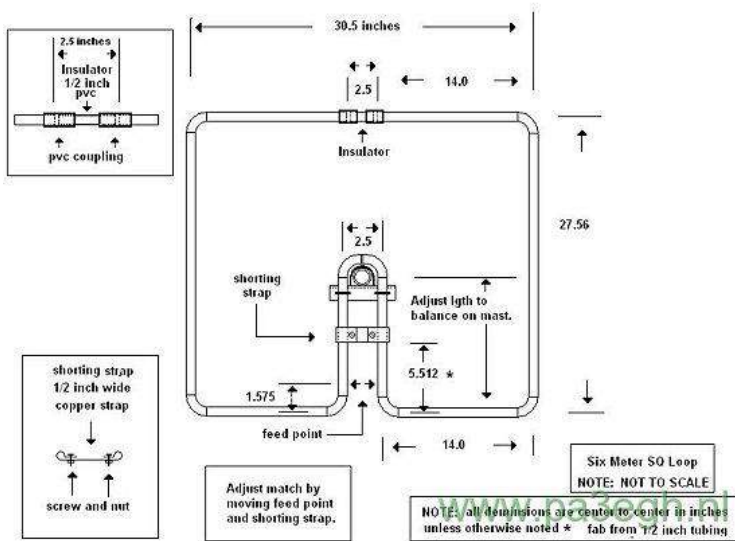 30.5 inches
2.5 inches
Insulator
1/2 inch
pvc
pvc coupling
2.5
14.0
Insulator
27.56
2.5
shorting
strap
Adjust lgth to
balance on mast.
5.512 *
1.575
feed point
14.0
shorting strap
1/2 inch wide
copper strap
screw and nut
Adjust match by
moving feed point
and shorting strap.
Six Meter SQ Loop
NOTE: NOT TO SCALE
NOTE: all deminsions are center to center in inches
unless otherwise noted * fab from 1/2 inch tubing
www.pa3egh.nl